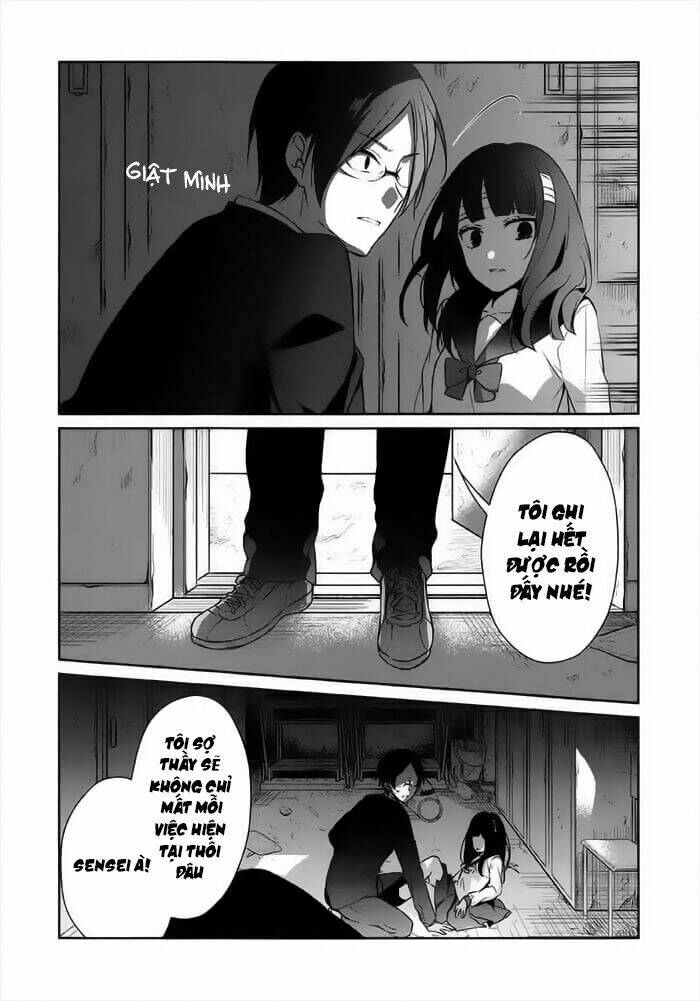 GIẬT MÌNH
TÔI GHI
LẠI HẾT
ĐƯỢC RỒI
ĐẤY NHÉ!
TÔI SỢ
THẦY SẼ
KHÔNG CHỈ
MẤT MỖI
VIỆC HIỆN
TẠI THÔI
ĐÂU
SENSEI À!